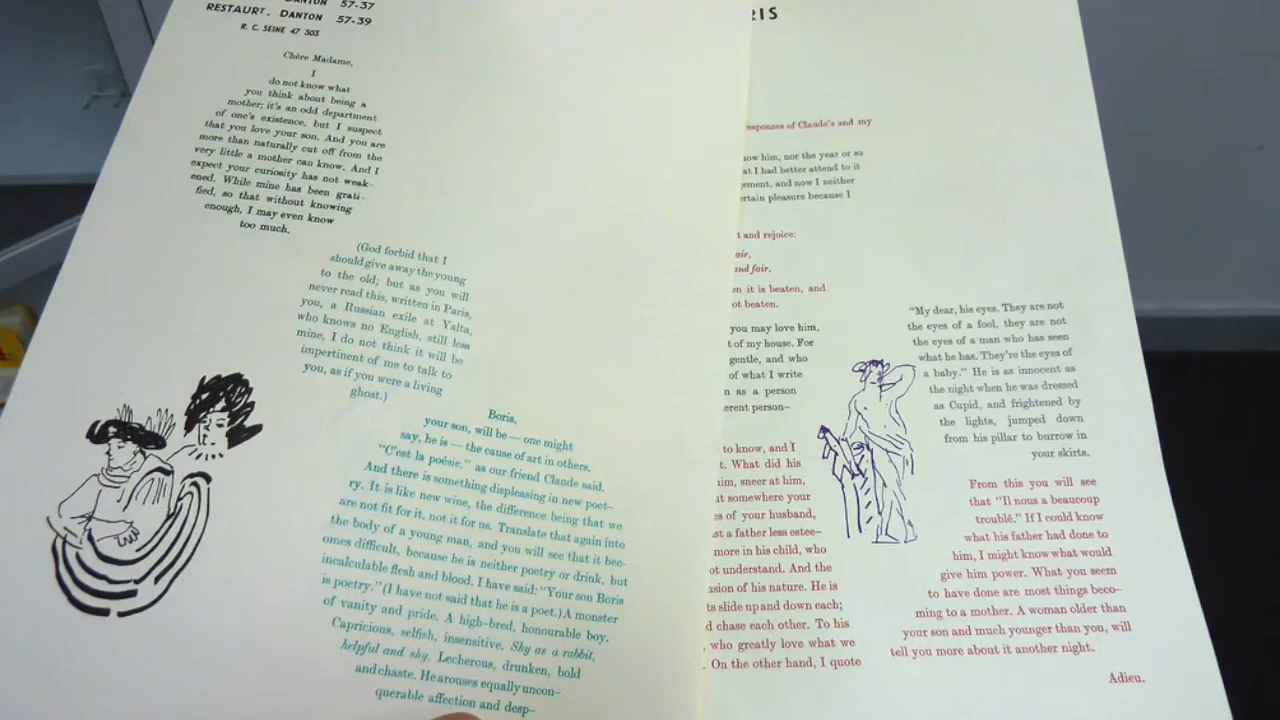 DANTON 57-37
RESTAURT. DANTON 57-39
R. C. SEINE 47 303
Chère Madame,
I
do not know what
you think about being a
mother; it's an odd department
of one's existence, but I suspect
that you love your son. And you are
more than naturally cut off from the
very little a mother can know. And I
expect your curiosity has not weak-
ened. While mine has been grati-
fied, so that without knowing
enough, I may even know
too much.
(God forbid that I
should give away the young
to the old; but as you will
never read this, written in Paris,
you, a Russian exile at Yalta,
who knows no English, still less
mine, I do not think it will be
impertinent of me to talk to
you, as if you were a living
ghost.)
Boris,
your son, will be — one might
say, he is — the cause of art in others.
"C'est la poésie," as our friend Claude said.
And there is something displeasing in new poet-
ry. It is like new wine, the difference being that we
are not fit for it, not it for us. Translate that again into
the body of a young man, and you will see that it bec-
omes difficult, because he is neither poetry or drink, but
incalculable flesh and blood. I have said: "Your son Boris
is poetry." (I have not said that he is a poet.) A monster
of vanity and pride. A high-bred, honourable boy.
Capricious, selfish, insensitive. Shy as a rabbit,
helpful and shy. Lecherous, drunken, bold
and chaste. He arouses equally uncon-
querable affection and desp-
RIS
responses of Claude's and my
now him, nor the year or so
at I had better attend to it
gement, and now I neither
ertain pleasure because I
t and rejoice:
air,
and fair.
en it is beaten, and
ot beaten.
you may love him,
t of my house. For
gentle, and who
of what I write
n as a person
erent person-
to know, and I
t. What did his
him, sneer at him,
ut somewhere your
es of your husband,
st a father less estee-
more in his child, who
ot understand. And the
sion of his nature. He is
ts slide up and down each;
d chase each other. To his
, who greatly love what we
. On the other hand, I quote
"My dear, his eyes. They are not
the eyes of a fool, they are not
the eyes of a man who has seen
what he has. They're the eyes of
a baby." He is as innocent as
the night when he was dressed
as Cupid, and frightened by
the lights, jumped down
from his pillar to burrow in
your skirts.
From this you will see
that "Il nous a beaucoup
troublé." If I could know
what his father had done to
him, I might know what would
give him power. What you seem
to have done are most things beco-
ming to a mother. A woman older than
your son and much younger than you, will
tell you more about it another night.
Adieu.